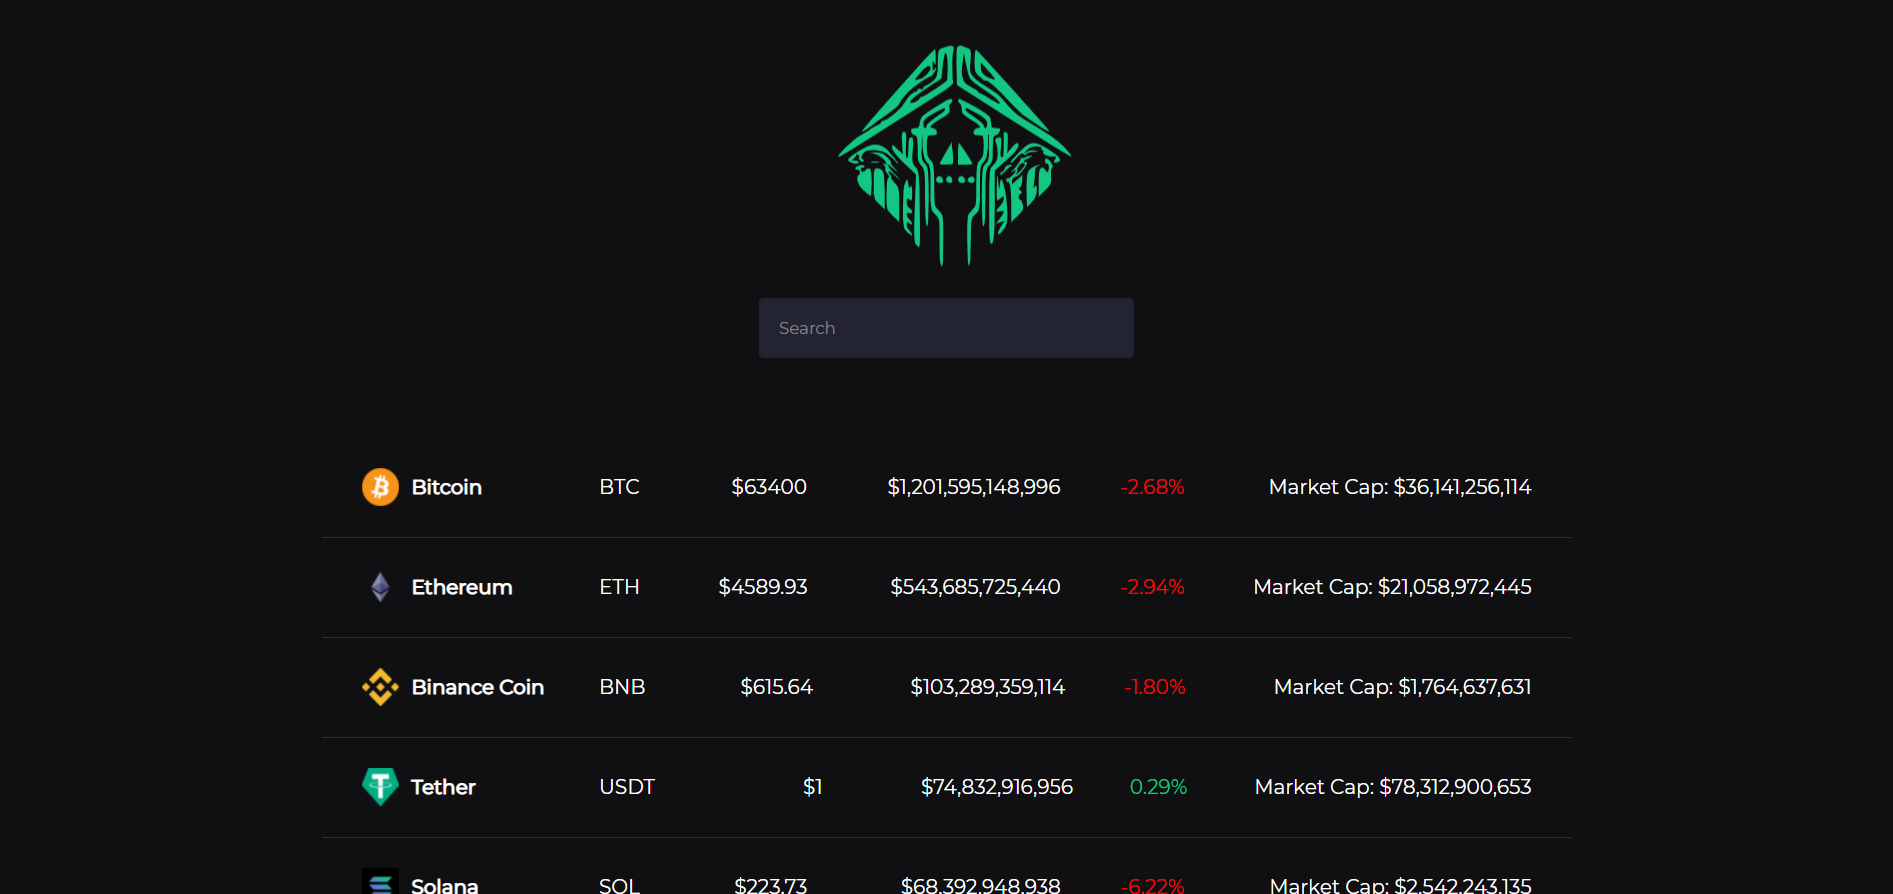 Search
Bitcoin BTC $63400 $1,201,595,148,996 -2.68% Market Cap: $36,141,256,114
Ethereum ETH $4589.93 $543,685,725,440 -2.94% Market Cap: $21,058,972,445
Binance Coin BNB $615.64 $103,289,359,114 -1.80% Market Cap: $1,764,637,631
Tether USDT $1 $74,832,916,956 0.29% Market Cap: $78,312,900,653
Solana SOL $223.73 $68,392,948,938 -6.22% Market Cap: $2,542,243,135